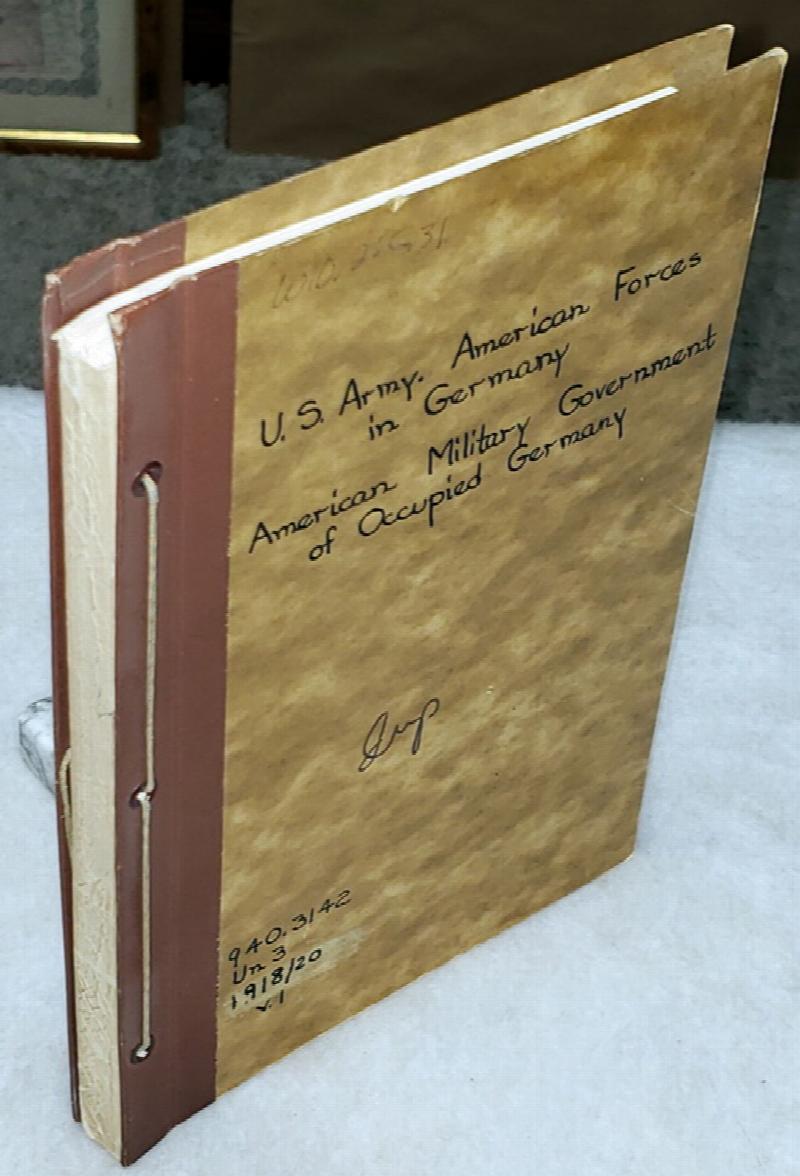 U. S. Army. American Forces
in Germany
American Military Government
of Occupied Germany
940.3142
Un 3
1918/20
v.1